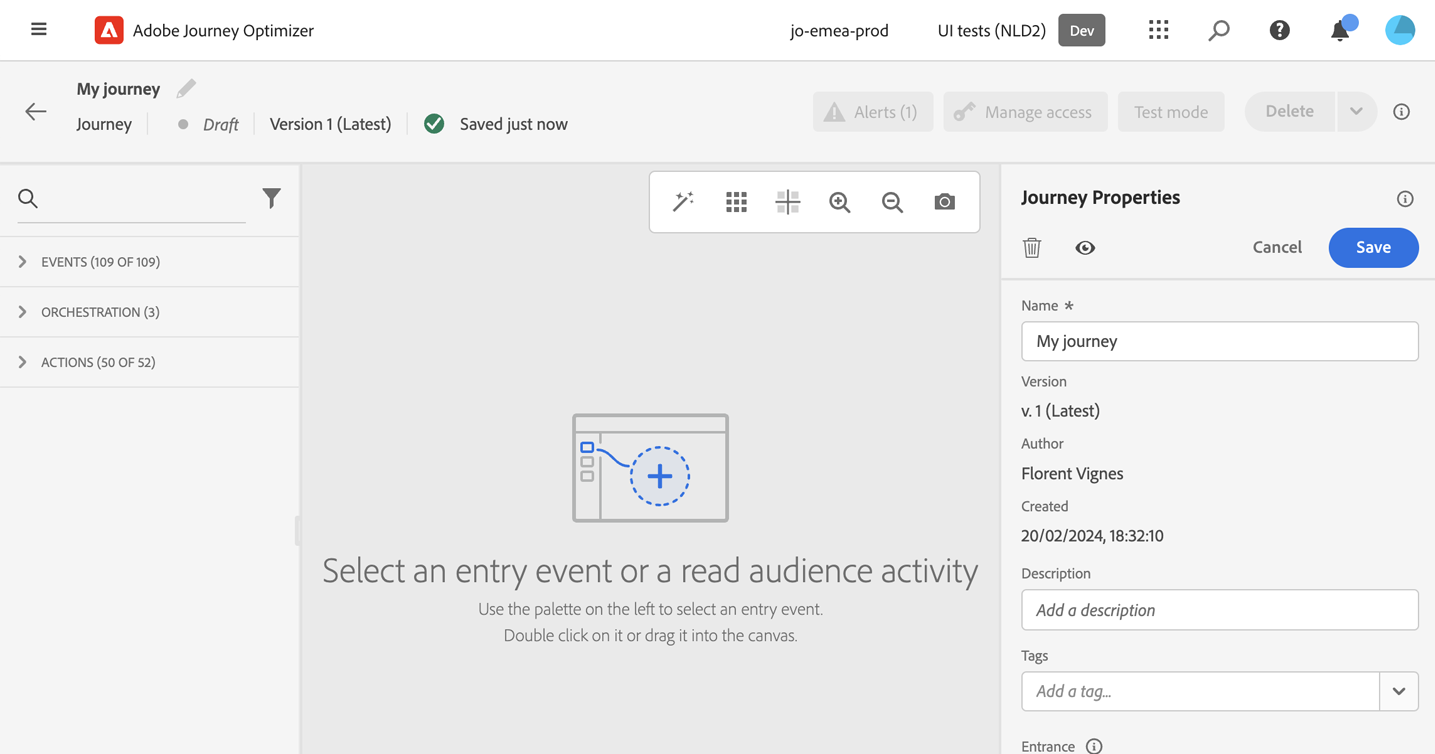 Adobe Journey Optimizer
jo-emea-prod
UI tests (NLD2)
Dev
My journey
Journey
Draft
Version 1 (Latest)
Saved just now
Alerts (1)
Manage access
Test mode
Delete
EVENTS (109 OF 109)
ORCHESTRATION (3)
ACTIONS (50 OF 52)
Select an entry event or a read audience activity
Use the palette on the left to select an entry event.
Double click on it or drag it into the canvas.
Journey Properties
Cancel
Save
Name *
My journey
Version
v. 1 (Latest)
Author
Florent Vignes
Created
20/02/2024, 18:32:10
Description
Add a description
Tags
Add a tag...
Entrance